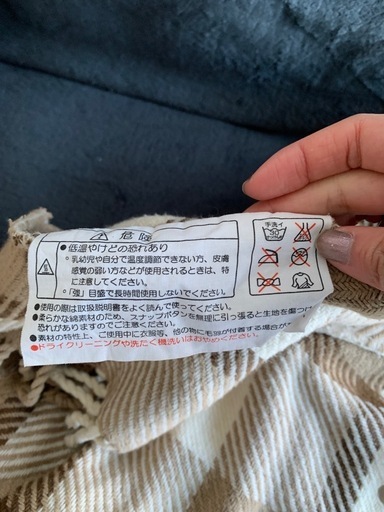 ⚠ 危険
●低温やけどの恐れあり
◦乳幼児や自分で温度調節できない方、皮膚
感覚の弱い方などが使用されるときは、特
に注意してください。
◦「強」目盛で長時間使用しないでください。
手洗イ
30
●使用の際は取扱説明書をよく読んで使ってください。
●柔らかな綿素材のため、スナップボタンを無理に引っ張ると生地を傷つけ
恐れがありますのでご注意ください。
●素材の特性上、ご使用中に衣服等、他の物に毛羽が付着する場合が
●ドライクリーニングや洗たく機洗いはおやめください。